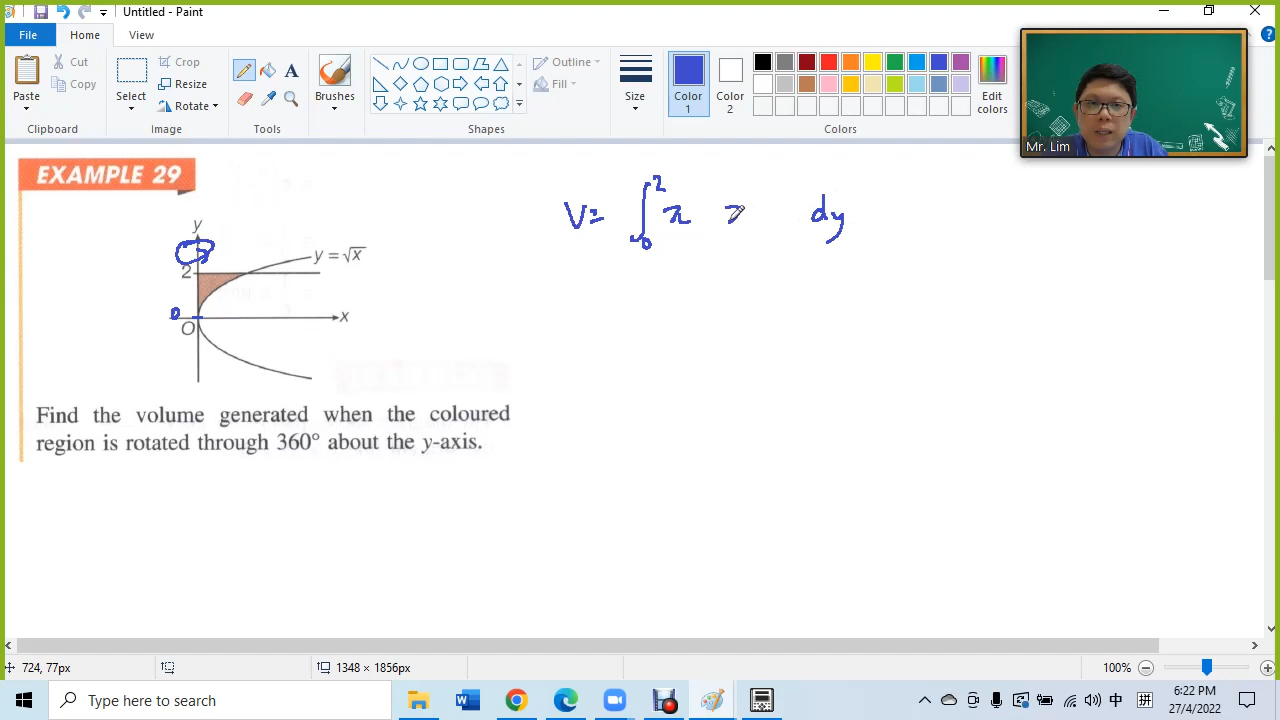 Untitled - Paint
File Home View
Paste Cut Copy Clipboard
Select Crop Resize Rotate Image
Tools
Brushes
Shapes Outline Fill
Size
Color 1 Color 2 Edit colors Colors
Mr. Lim
EXAMPLE 29
y
2
y = √x
0
O
x
V= ∫₀² π dy
Find the volume generated when the coloured
region is rotated through 360° about the y-axis.
724, 77px 1348 × 1856px 100%
Type here to search
中 拼
6:22 PM
27/4/2022